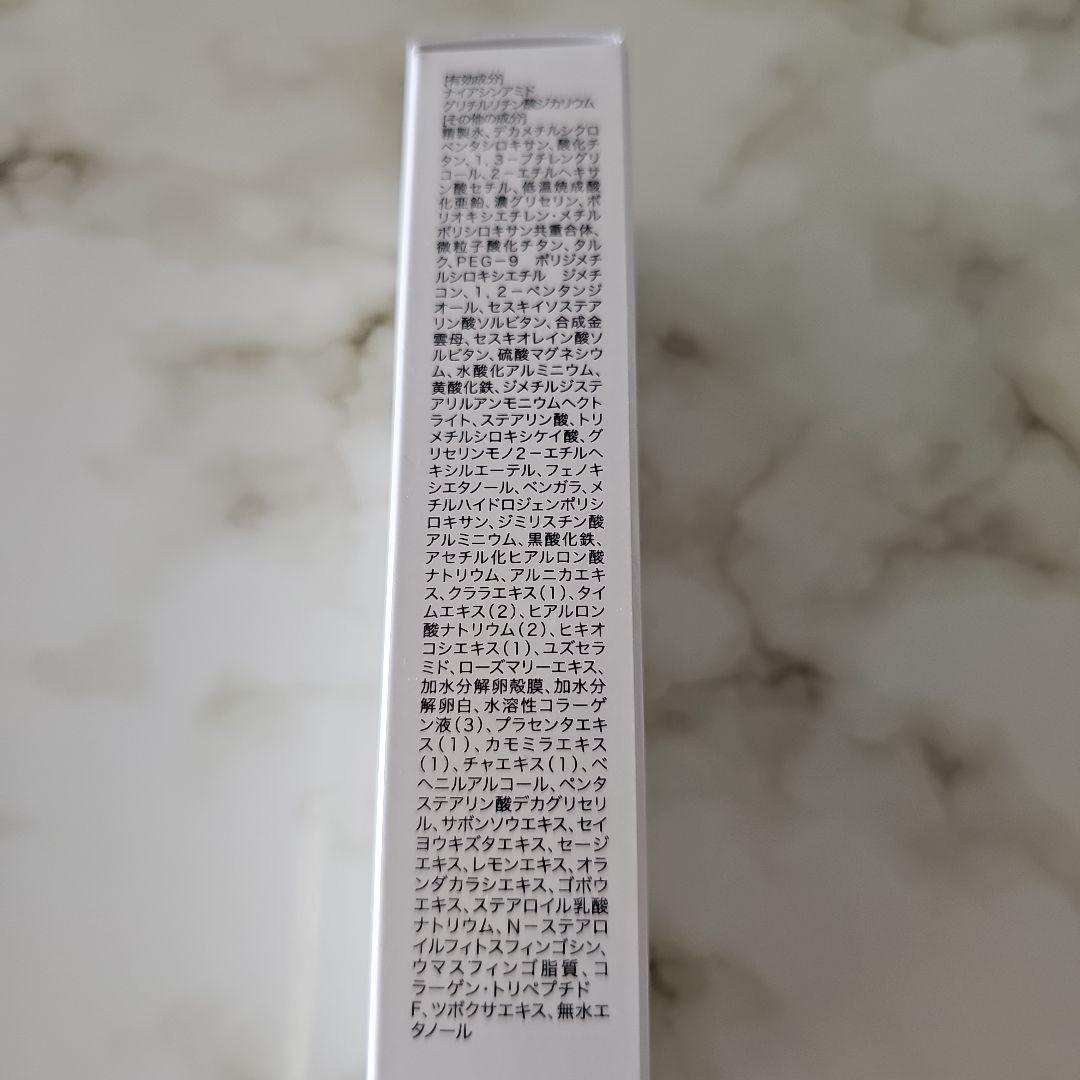 [有効成分]
ナイアシンアミド
グリチルリチン酸ジカリウム
[その他の成分]
精製水、デカメチルシクロ
ペンタシロキサン、酸化チ
タン、1，3－ブチレングリ
コール、2－エチルヘキサ
ン酸セチル、低温焼成酸
化亜鉛、濃グリセリン、ポ
リオキシエチレン・メチル
ポリシロキサン共重合体、
微粒子酸化チタン、タル
ク、PEG－9　ポリジメチ
ルシロキシエチル　ジメチ
コン、1，2－ペンタンジ
オール、セスキイソステア
リン酸ソルビタン、合成金
雲母、セスキオレイン酸ソ
ルビタン、硫酸マグネシウ
ム、水酸化アルミニウム、
黄酸化鉄、ジメチルジステ
アリルアンモニウムヘクト
ライト、ステアリン酸、トリ
メチルシロキシケイ酸、グ
リセリンモノ2－エチルヘ
キシルエーテル、フェノキ
シエタノール、ベンガラ、メ
チルハイドロジェンポリシ
ロキサン、ジミリスチン酸
アルミニウム、黒酸化鉄、
アセチル化ヒアルロン酸
ナトリウム、アルニカエキ
ス、クララエキス（1）、タイ
ムエキス（2）、ヒアルロン
酸ナトリウム（2）、ヒキオ
コシエキス（1）、ユズセラ
ミド、ローズマリーエキス、
加水分解卵殻膜、加水分
解卵白、水溶性コラーゲ
ン液（3）、プラセンタエキ
ス（1）、カモミラエキス
（1）、チャエキス（1）、ベ
ヘニルアルコール、ペンタ
ステアリン酸デカグリセリ
ル、サボンソウエキス、セイ
ヨウキズタエキス、セージ
エキス、レモンエキス、オラ
ンダカラシエキス、ゴボウ
エキス、ステアロイル乳酸
ナトリウム、N－ステアロ
イルフィトスフィンゴシン、
ウマスフィンゴ脂質、コ
ラーゲン・トリペプチド
F、ツボクサエキス、無水エ
タノール